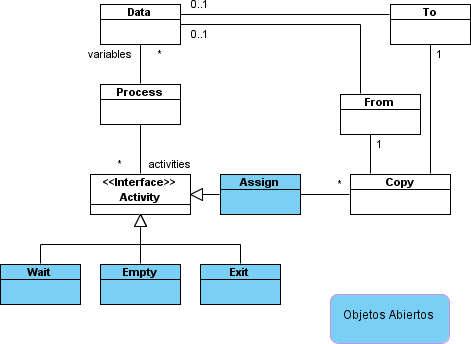 Data
0..1
To
0..1
variables
*
1
Process
From
1
*
activities
<<Interface>>
Activity
Assign
*
Copy
Wait
Empty
Exit
Objetos Abiertos